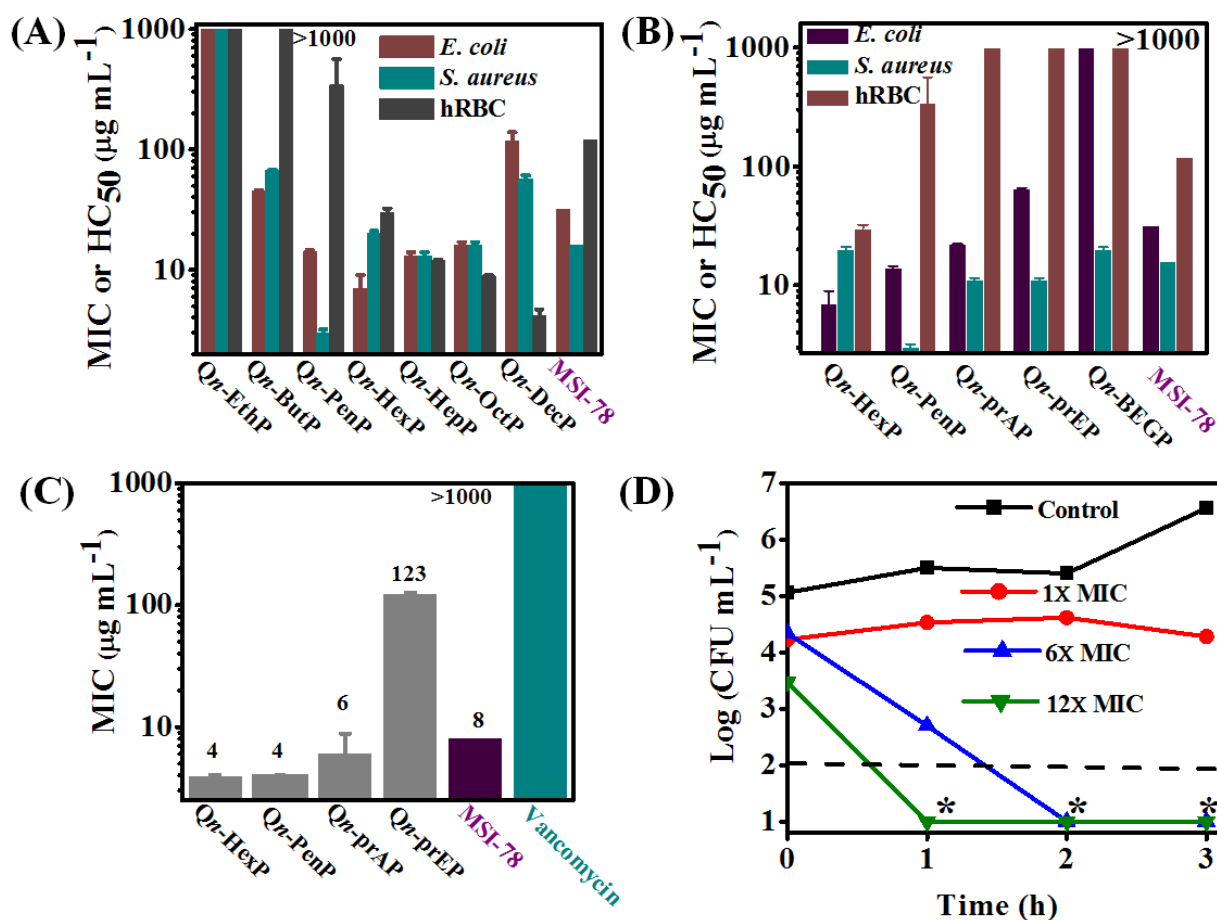 (A)
MIC or HC50 (µg mL-1)
1000
100
10
>1000
E. coli
S. aureus
hRBC
Qn-EthP
Qn-ButP
Qn-PenP
Qn-HexP
Qn-HepP
Qn-OctP
Qn-DecP
MSI-78
(B)
MIC or HC50 (µg mL-1)
1000
100
10
E. coli
S. aureus
hRBC
>1000
Qn-HexP
Qn-PenP
Qn-prAP
Qn-prEP
Qn-BEGP
MSI-78
(C)
MIC (µg mL-1)
1000
100
10
>1000
4
4
6
123
8
Qn-HexP
Qn-PenP
Qn-prAP
Qn-prEP
MSI-78
Vancomycin
(D)
Log (CFU mL-1)
7
6
5
4
3
2
1
Control
1X MIC
6X MIC
12X MIC
*
*
*
0
1
2
3
Time (h)